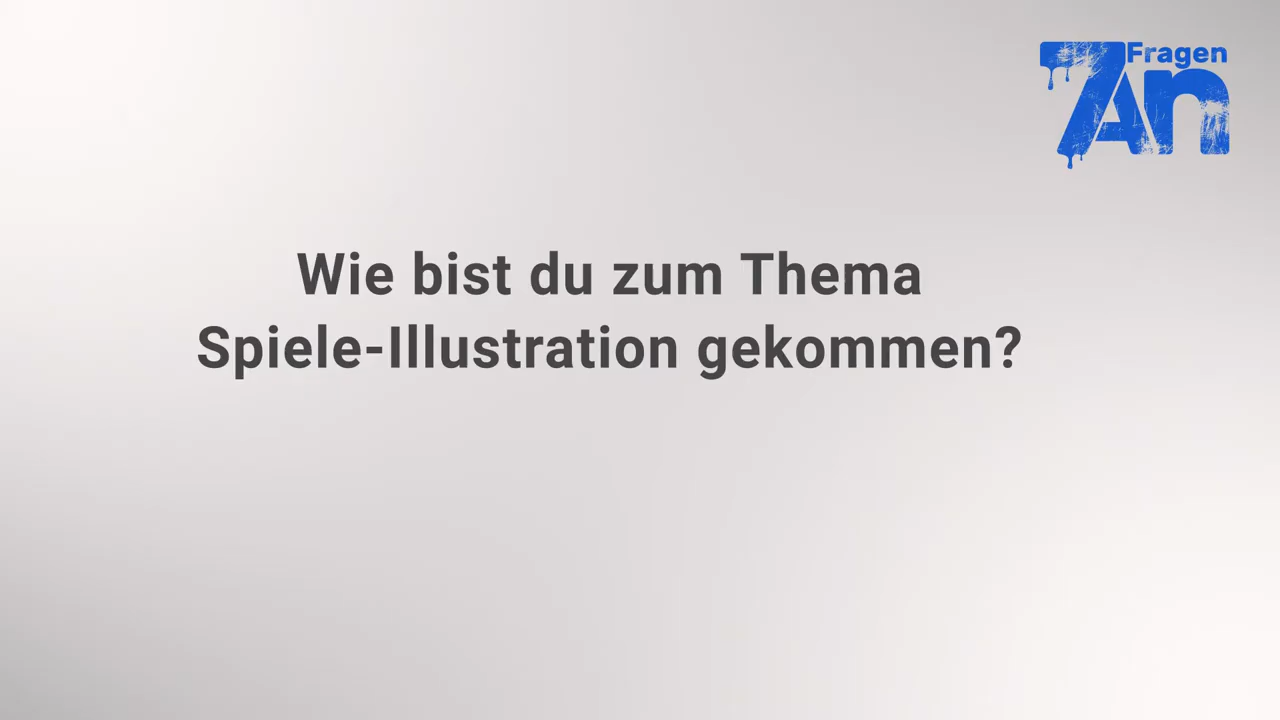 7 Fragen
An
Wie bist du zum Thema
Spiele-Illustration gekommen?